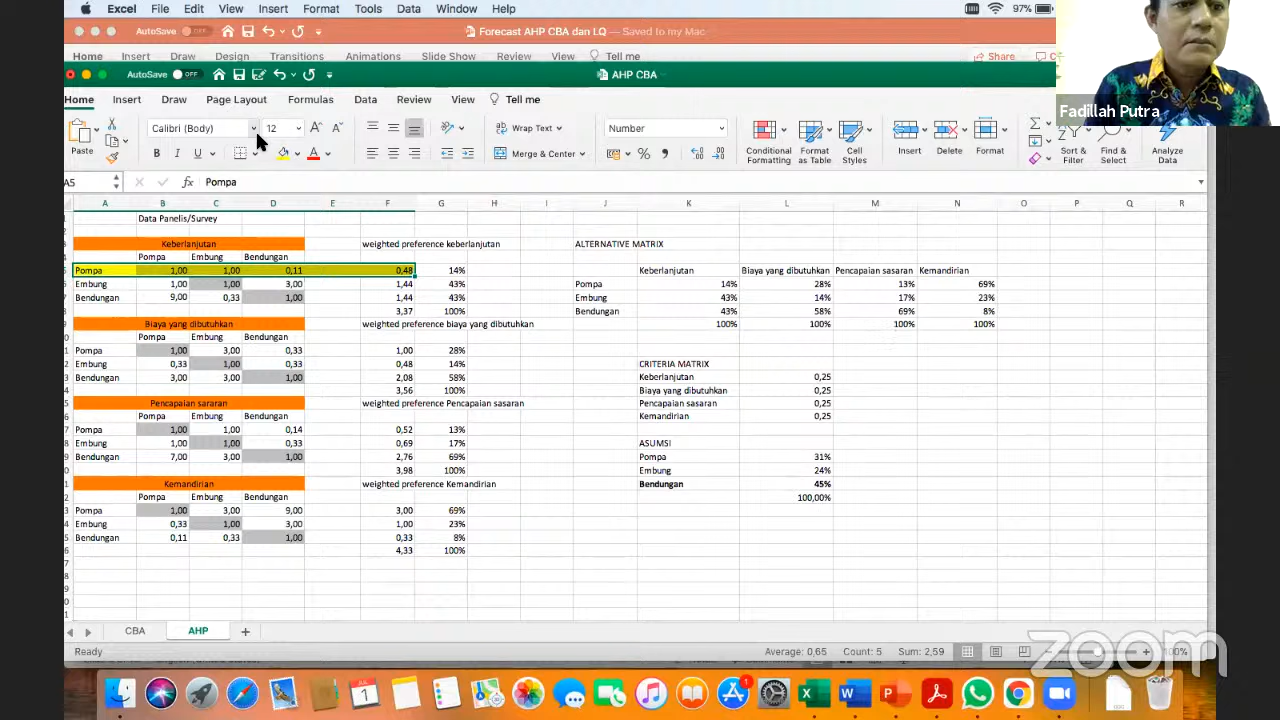 Excel File Edit View Insert Format Tools Data Window Help 97%
AutoSave OFF Forecast AHP CBA dan LQ — Saved to my Mac
Home Insert Draw Design Transitions Animations Slide Show Review View Tell me Share
AutoSave OFF AHP CBA
Home Insert Draw Page Layout Formulas Data Review View Tell me
Fadillah Putra
Paste Calibri (Body) 12 Wrap Text Number
B I U Merge & Center % Conditional Formatting Format as Table Cell Styles Insert Delete Format Sort & Filter Find & Select Analyze Data
A5 fx Pompa
A B C D E F G H I J K L M N O P Q R
Data Panelis/Survey
Keberlanjutan weighted preference keberlanjutan ALTERNATIVE MATRIX
Pompa Embung Bendungan
Pompa 1,00 1,00 0,11 0,48 14% Keberlanjutan Biaya yang dibutuhkan Pencapaian sasaran Kemandirian
Embung 1,00 1,00 3,00 1,44 43% Pompa 14% 28% 13% 69%
Bendungan 9,00 0,33 1,00 1,44 43% Embung 43% 14% 17% 23%
3,37 100% Bendungan 43% 58% 69% 8%
Biaya yang dibutuhkan weighted preference biaya yang dibutuhkan 100% 100% 100% 100%
Pompa Embung Bendungan
Pompa 1,00 3,00 0,33 1,00 28%
Embung 0,33 1,00 0,33 0,48 14% CRITERIA MATRIX
Bendungan 3,00 3,00 1,00 2,08 58% Keberlanjutan 0,25
3,56 100% Biaya yang dibutuhkan 0,25
Pencapaian sararan weighted preference Pencapaian sasaran Pencapaian sasaran 0,25
Pompa Embung Bendungan Kemandirian 0,25
Pompa 1,00 1,00 0,14 0,52 13%
Embung 1,00 1,00 0,33 0,69 17% ASUMSI
Bendungan 7,00 3,00 1,00 2,76 69% Pompa 31%
3,98 100% Embung 24%
Kemandirian weighted preference Kemandirian Bendungan 45%
Pompa Embung Bendungan 100,00%
Pompa 1,00 3,00 9,00 3,00 69%
Embung 0,33 1,00 3,00 1,00 23%
Bendungan 0,11 0,33 1,00 0,33 8%
4,33 100%
CBA AHP
Ready Average: 0,65 Count: 5 Sum: 2,59 100%
zoom